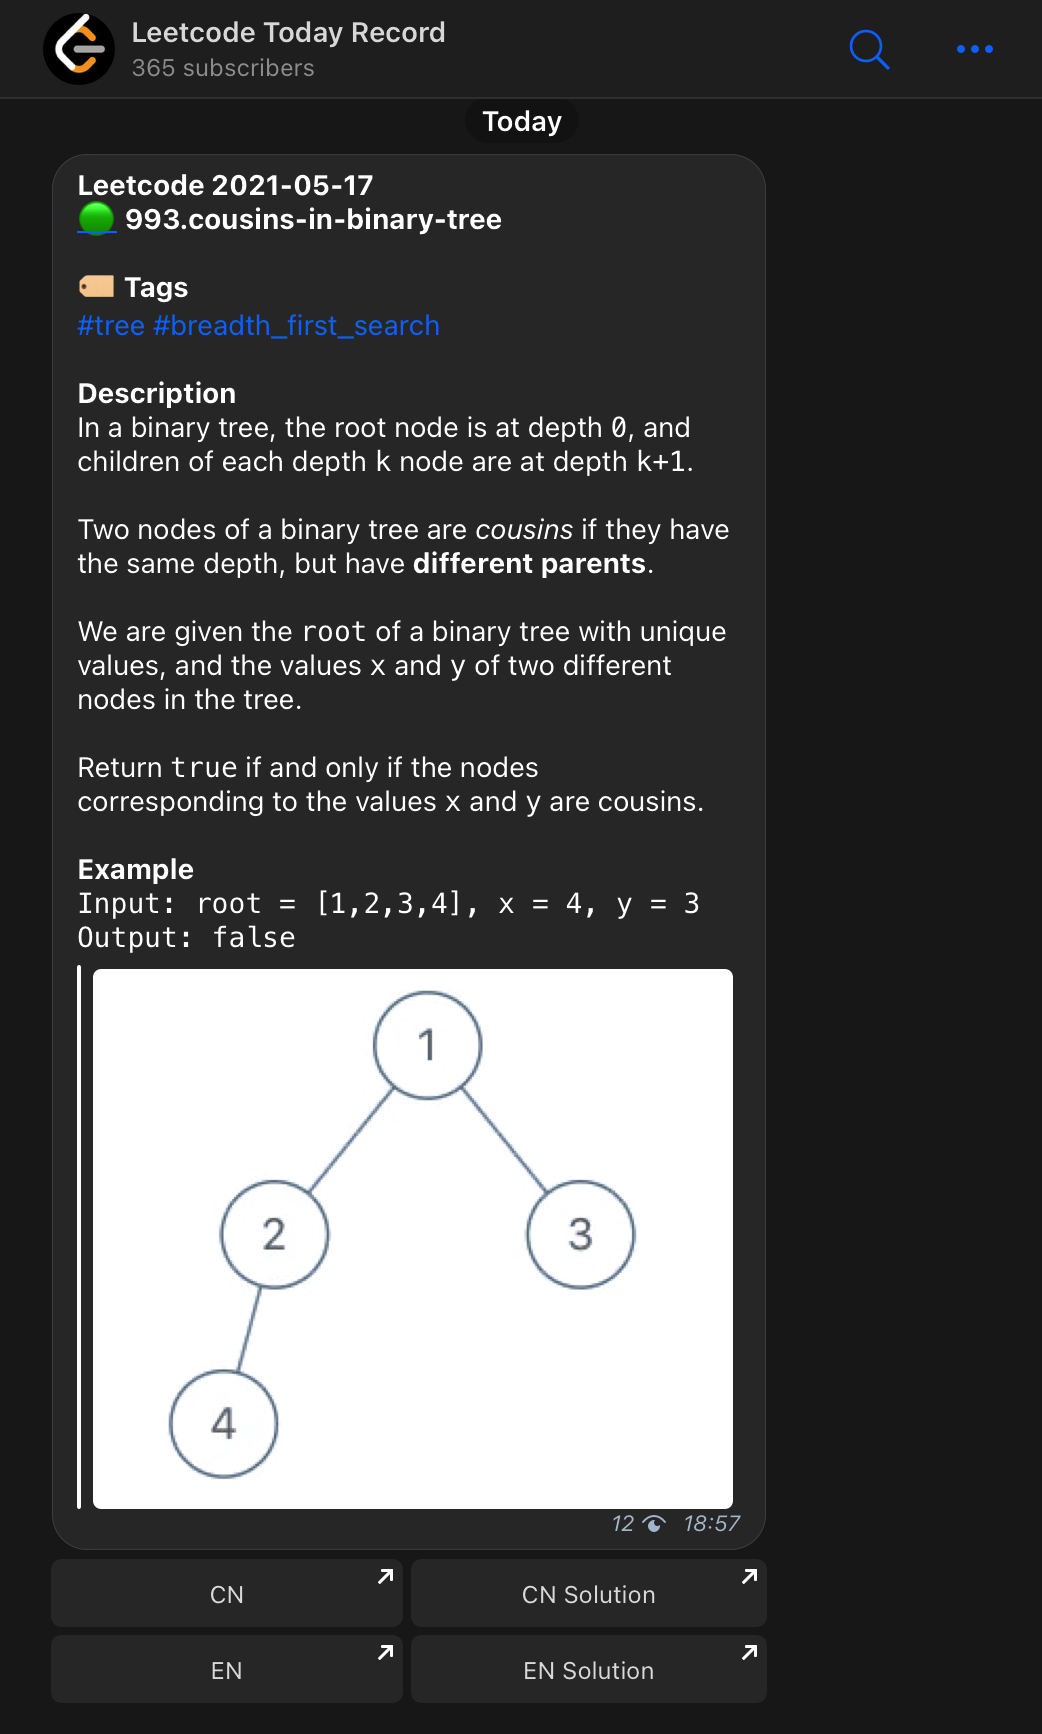 Leetcode Today Record
365 subscribers
Today
Leetcode 2021-05-17
993.cousins-in-binary-tree
Tags
#tree #breadth_first_search
Description
In a binary tree, the root node is at depth 0, and
children of each depth k node are at depth k+1.
Two nodes of a binary tree are cousins if they have
the same depth, but have different parents.
We are given the root of a binary tree with unique
values, and the values x and y of two different
nodes in the tree.
Return true if and only if the nodes
corresponding to the values x and y are cousins.
Example
Input: root = [1,2,3,4], x = 4, y = 3
Output: false
1
2
3
4
12 18:57
CN
CN Solution
EN
EN Solution